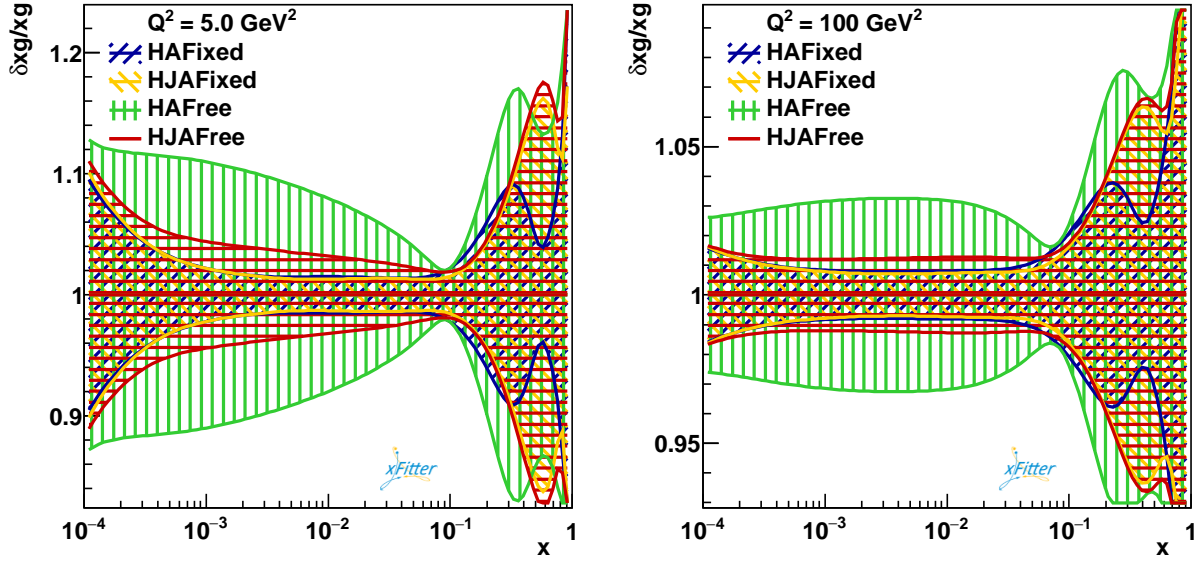 δxg/xg
Q² = 5.0 GeV²
HAFixed
HJAFixed
HAFree
HJAFree
1.2
1.1
1
0.9
xFitter
10⁻⁴ 10⁻³ 10⁻² 10⁻¹ 1
x
δxg/xg
Q² = 100 GeV²
HAFixed
HJAFixed
HAFree
HJAFree
1.05
1
0.95
xFitter
10⁻⁴ 10⁻³ 10⁻² 10⁻¹ 1
x